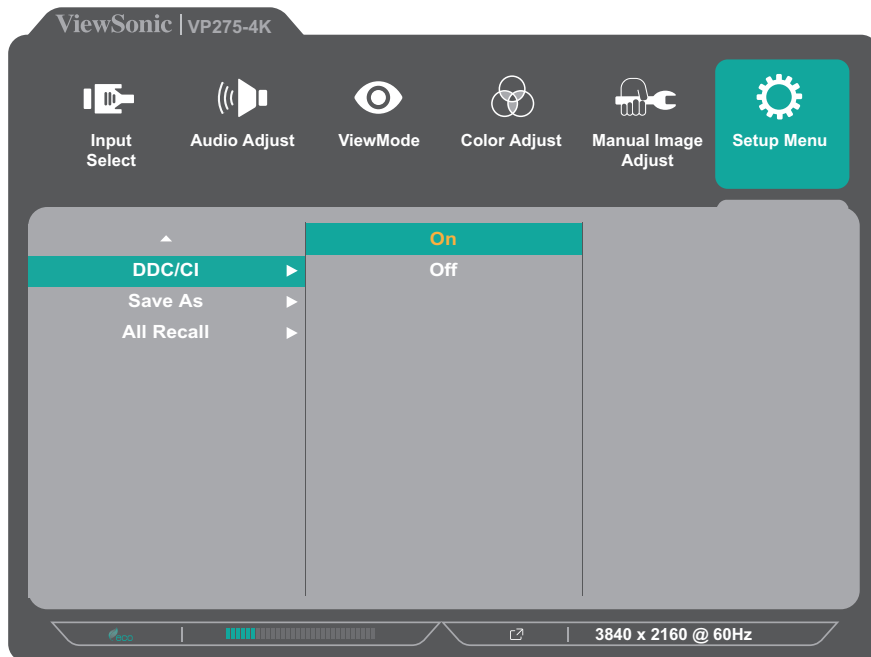 ViewSonic | VP275-4K
Input
Select
Audio Adjust
ViewMode
Color Adjust
Manual Image
Adjust
Setup Menu
On
DDC/CI
Off
Save As
All Recall
eco
3840 x 2160 @ 60Hz